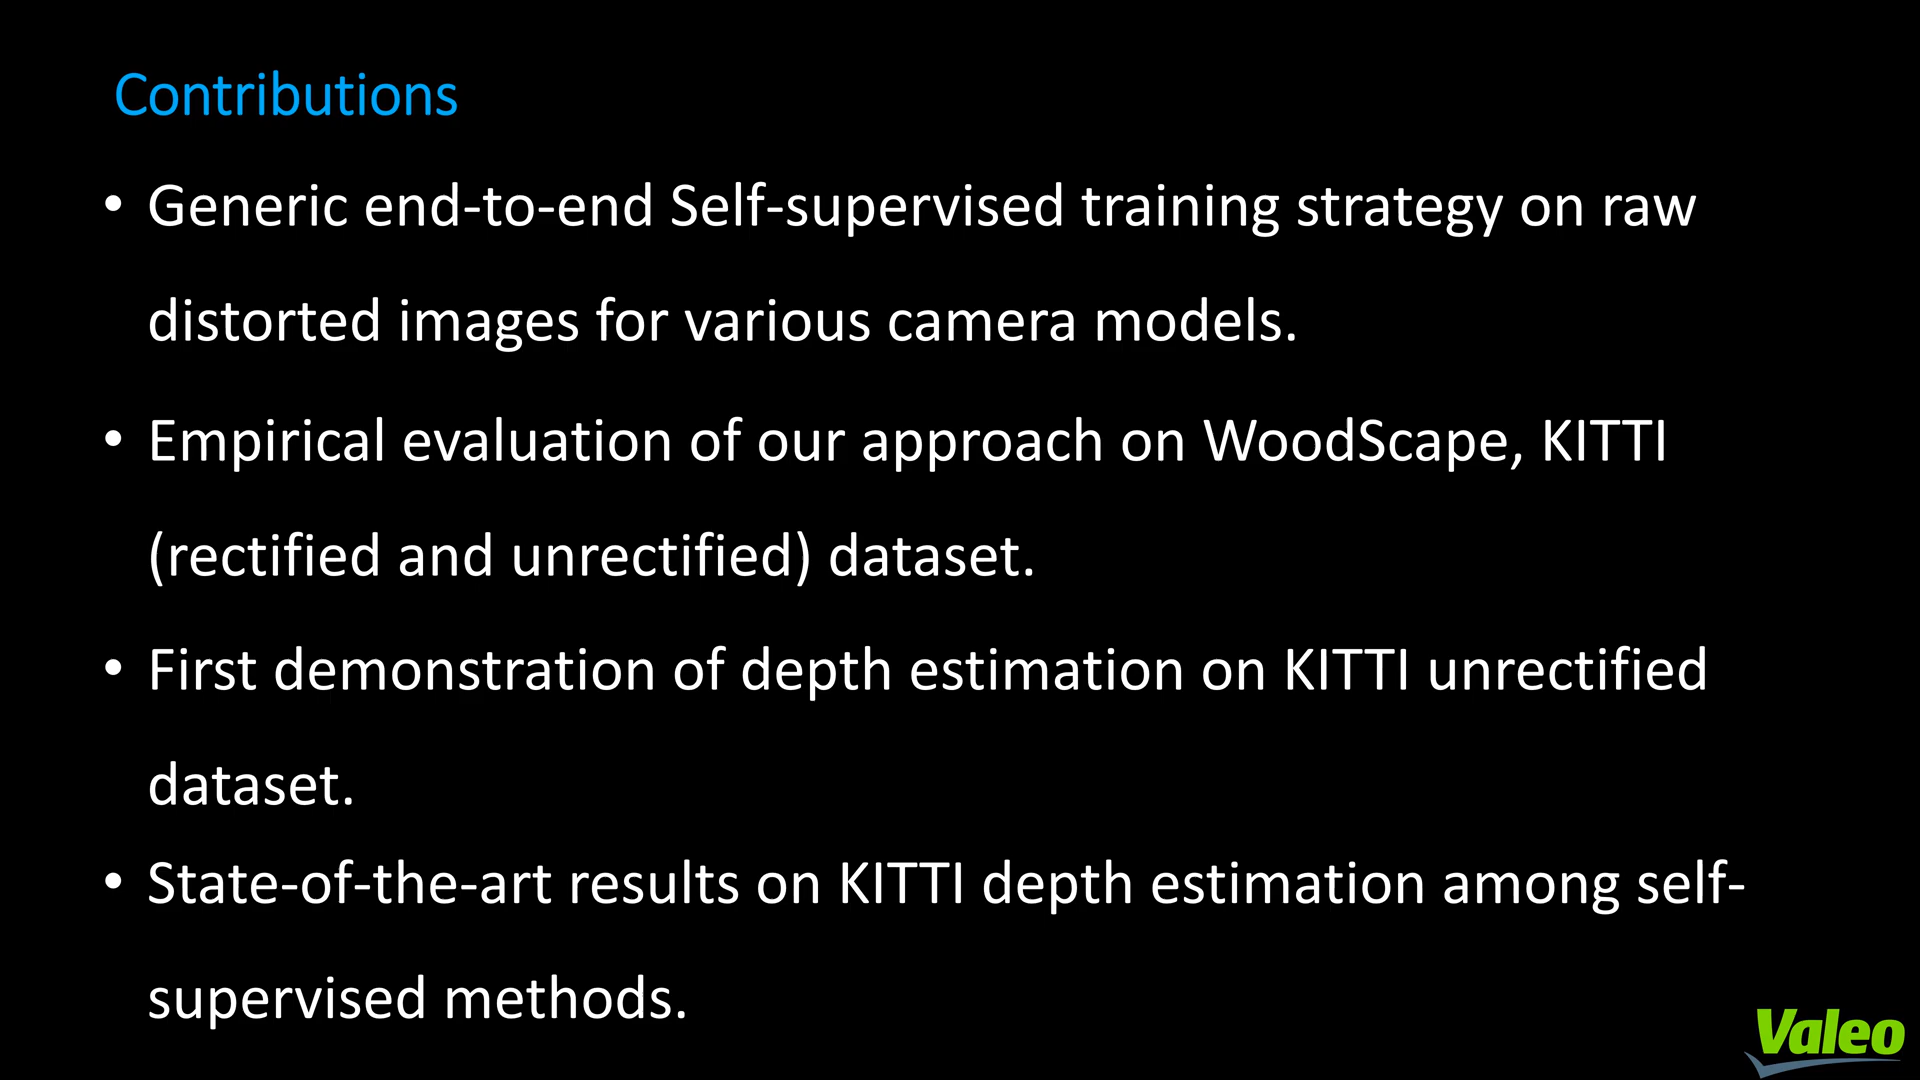 Contributions
• Generic end-to-end Self-supervised training strategy on raw
distorted images for various camera models.
• Empirical evaluation of our approach on WoodScape, KITTI
(rectified and unrectified) dataset.
• First demonstration of depth estimation on KITTI unrectified
dataset.
• State-of-the-art results on KITTI depth estimation among self-
supervised methods.
Valeo